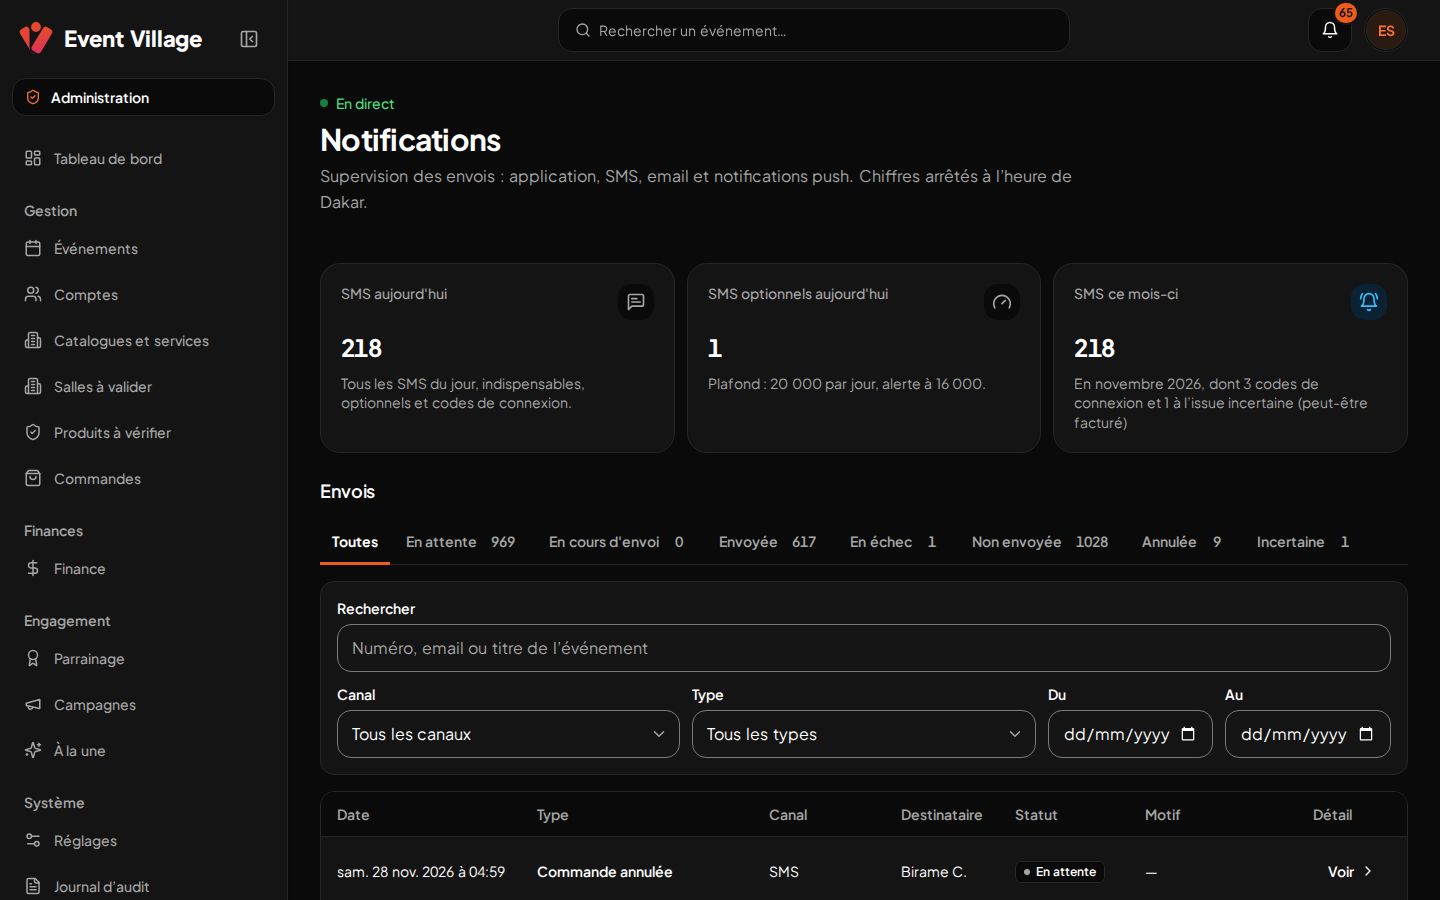 Event Village
Administration
Tableau de bord
Gestion
Événements
Comptes
Catalogues et services
Salles à valider
Produits à vérifier
Commandes
Finances
Finance
Engagement
Parrainage
Campagnes
À la une
Système
Réglages
Journal d'audit
Rechercher un événement...
65
ES
En direct
Notifications
Supervision des envois : application, SMS, email et notifications push. Chiffres arrêtés à l'heure de
Dakar.
SMS aujourd'hui
218
Tous les SMS du jour, indispensables,
optionnels et codes de connexion.
SMS optionnels aujourd'hui
1
Plafond : 20 000 par jour, alerte à 16 000.
SMS ce mois-ci
218
En novembre 2026, dont 3 codes de
connexion et 1 à l'issue incertaine (peut-être
facturé)
Envois
Toutes En attente 969 En cours d'envoi 0 Envoyée 617 En échec 1 Non envoyée 1028 Annulée 9 Incertaine 1
Rechercher
Numéro, email ou titre de l'événement
Canal Type Du Au
Tous les canaux Tous les types dd/mm/yyyy dd/mm/yyyy
Date Type Canal Destinataire Statut Motif Détail
sam. 28 nov. 2026 à 04:59 Commande annulée SMS Birame C. En attente — Voir